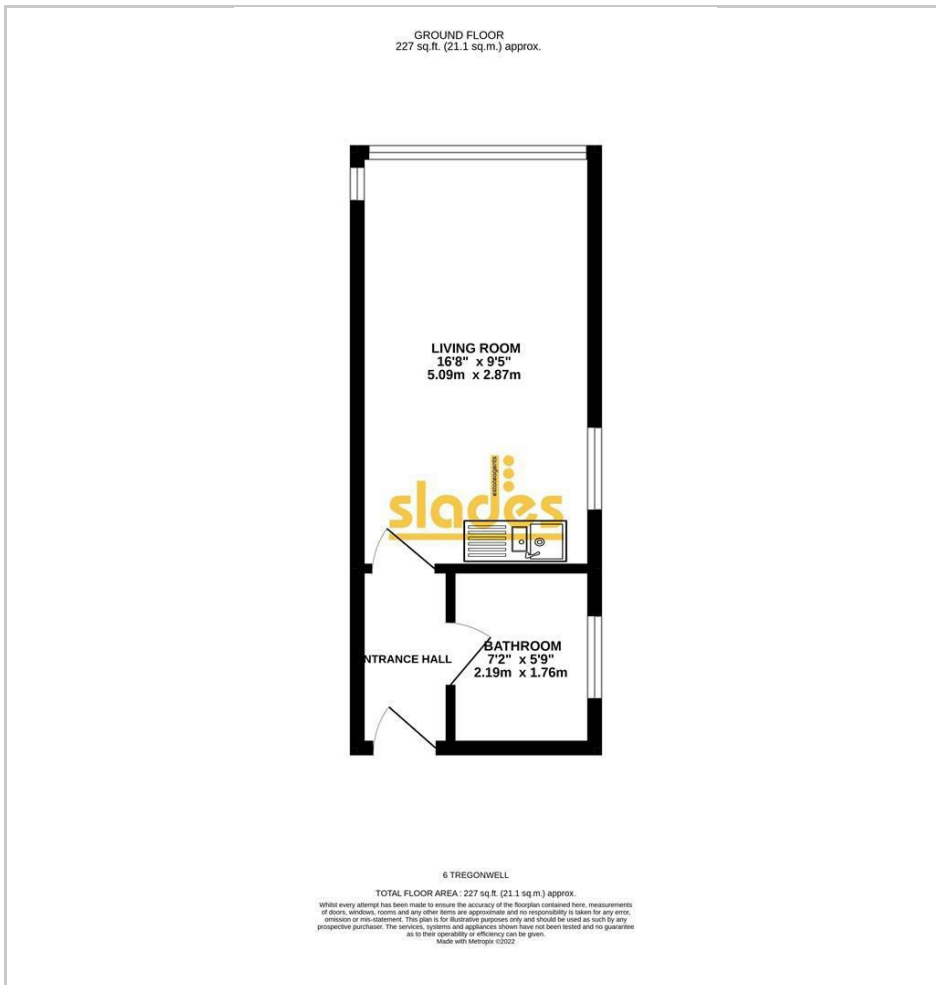 GROUND FLOOR
227 sq.ft. (21.1 sq.m.) approx.
LIVING ROOM
16'8" x 9'5"
5.09m x 2.87m
estateagents
slades
NTRANCE HALL
BATHROOM
7'2" x 5'9"
2.19m x 1.76m
6 TREGONWELL
TOTAL FLOOR AREA : 227 sq.ft. (21.1 sq.m.) approx.
Whilst every attempt has been made to ensure the accuracy of the floorplan contained here, measurements
of doors, windows, rooms and any other items are approximate and no responsibility is taken for any error,
omission or mis-statement. This plan is for illustrative purposes only and should be used as such by any
prospective purchaser. The services, systems and appliances shown have not been tested and no guarantee
as to their operability or efficiency can be given.
Made with Metropix ©2022